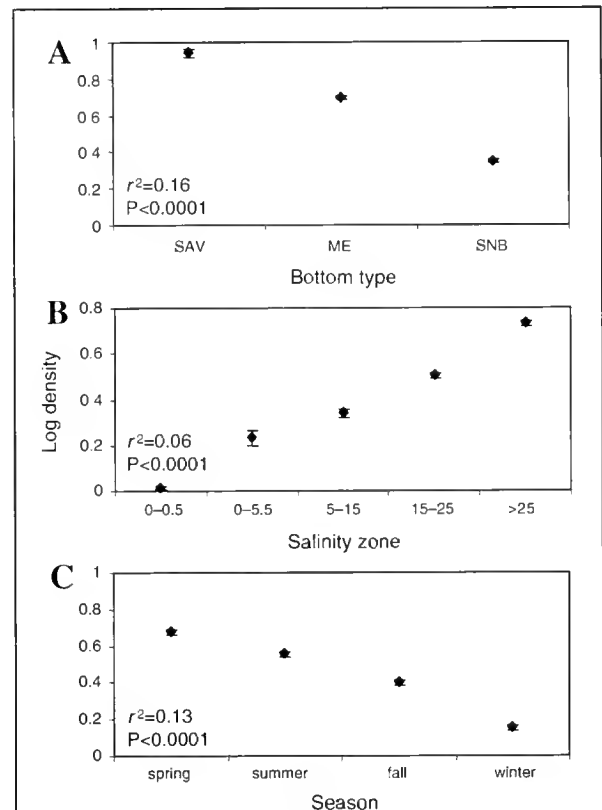 A
1
0.8
0.6
0 4
0.2
0
r²=0.16
P<0.0001
SAV ME SNB
Bottom type
B
0.8
0.6
0.4
0.2
0
Log density
r²=0.06
P<0.0001
0–0.5 0–5.5 5–15 15–25 >25
Salinity zone
C
1
0.8
0 6
0.4
0.2
0
r²=0.13
P<0.0001
spring summer fall winter
Season